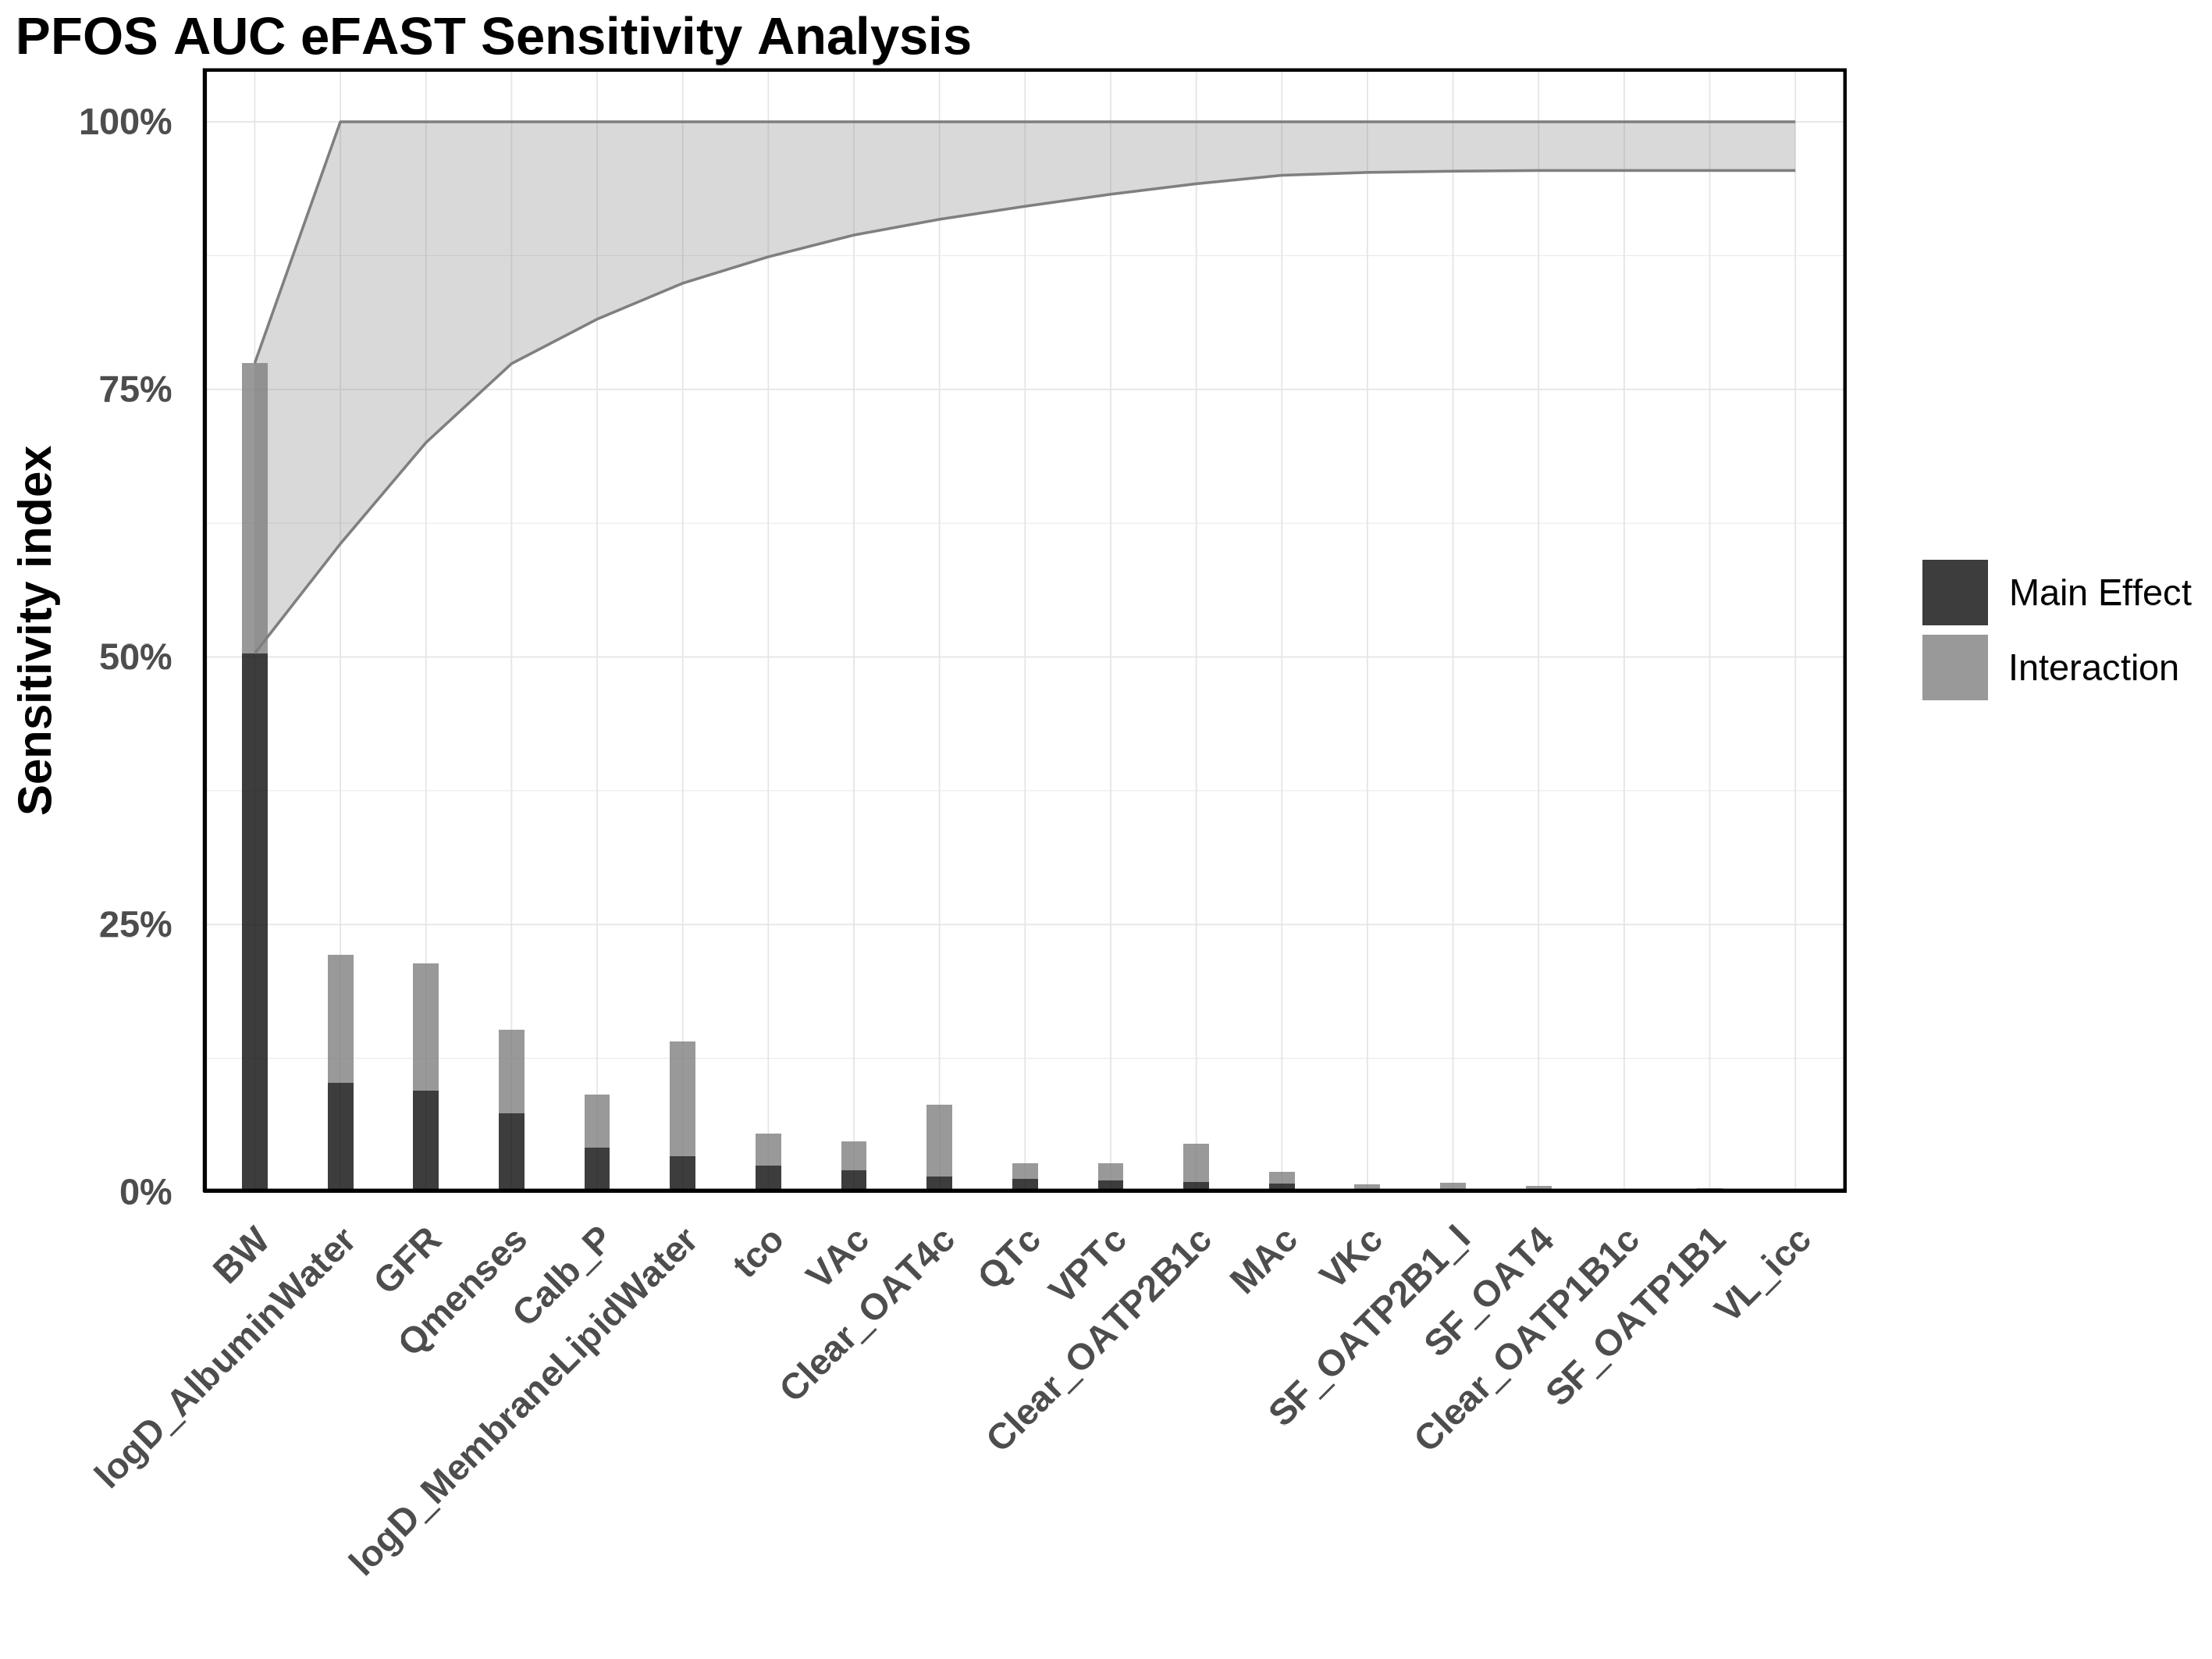 PFOS AUC eFAST Sensitivity Analysis
Sensitivity index
100%
75%
50%
25%
0%
BW
logD_AlbuminWater
GFR
Qmenses
Calb_P
logD_MembraneLipidWater
tco
VAc
Clear_OAT4c
QTc
VPTc
Clear_OATP2B1c
MAc
VKc
SF_OATP2B1_I
SF_OAT4
Clear_OATP1B1c
SF_OATP1B1
VL_icc
Main Effect
Interaction